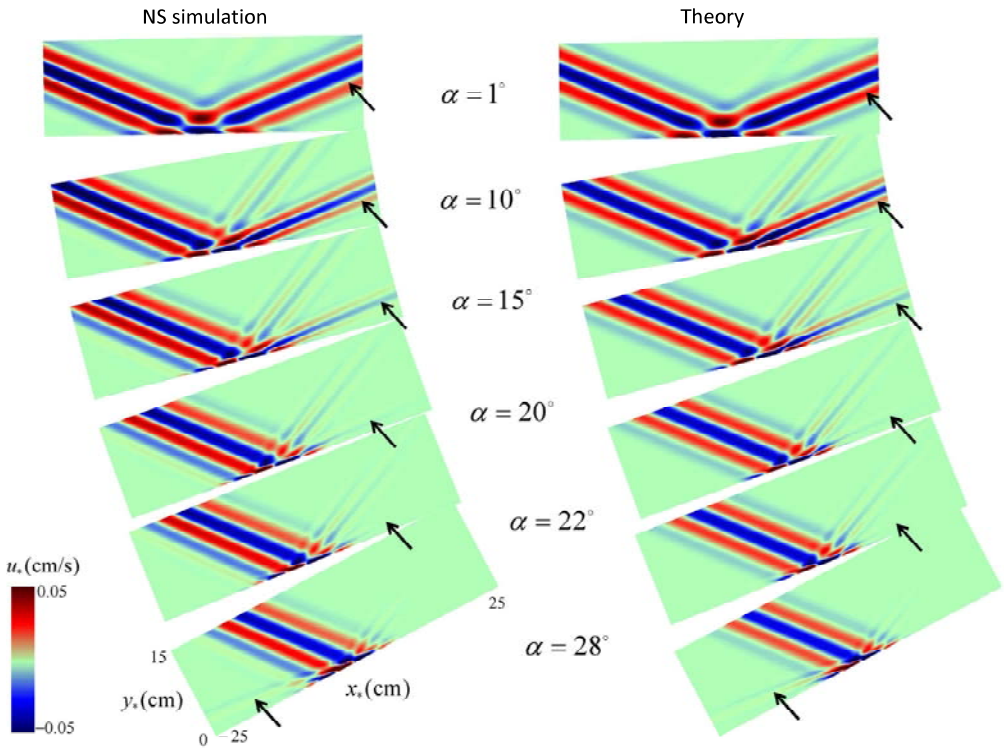 NS simulation
Theory
α = 1°
α = 10°
α = 15°
α = 20°
α = 22°
α = 28°
u* (cm/s)
0.05
−0.05
15
y* (cm)
0
−25
x* (cm)
25